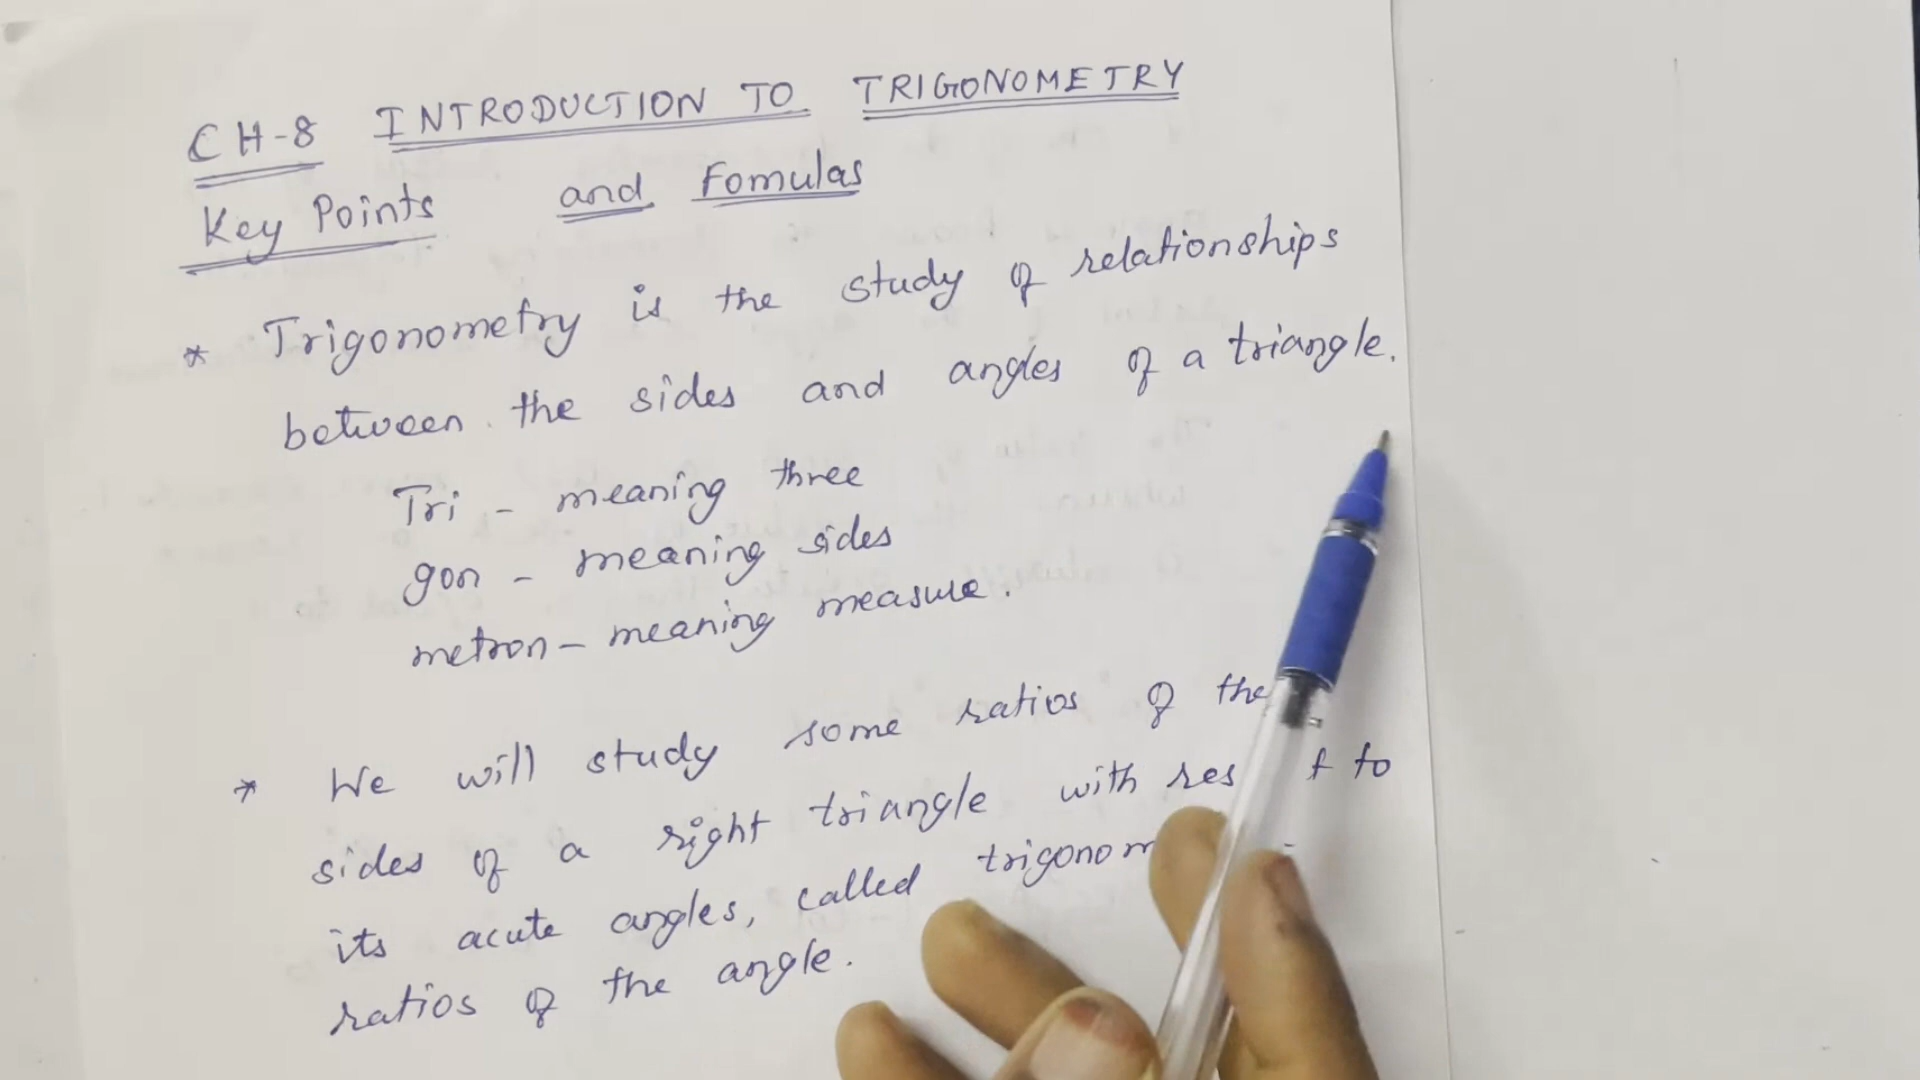 CH-8 INTRODUCTION TO TRIGONOMETRY
Key Points and Fomulas
* Trigonometry is the study of relationships
between the sides and angles of a triangle.
Tri - meaning three
gon - meaning sides
metron - meaning measure.
* We will study some ratios of the
sides of a right triangle with to
its acute angles, called
ratios of the angle.